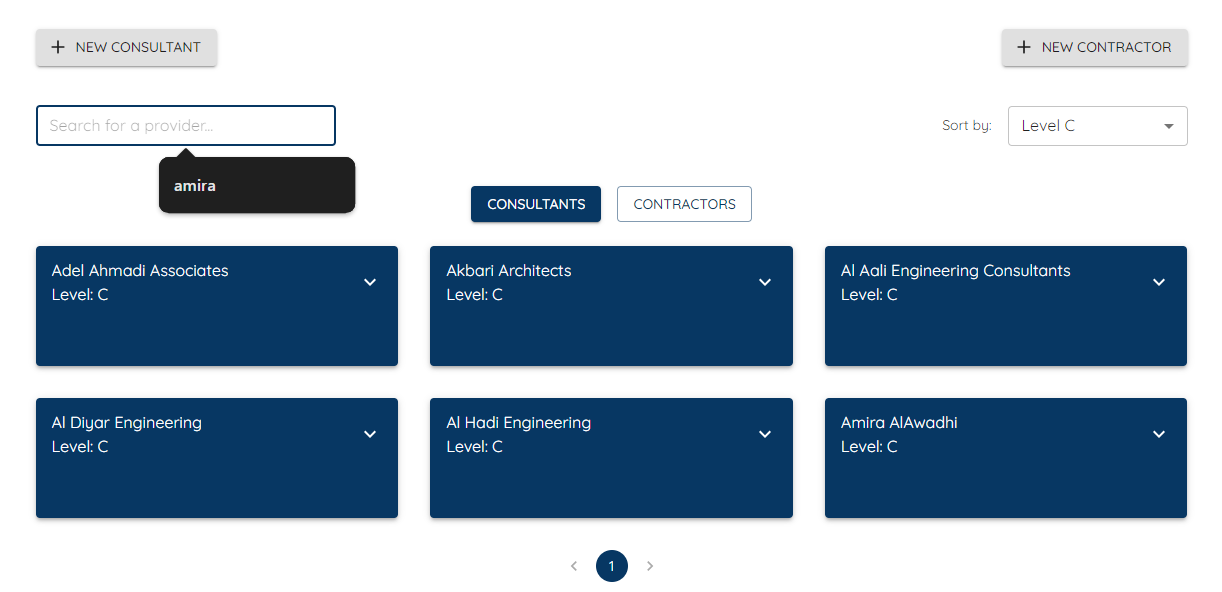 NEW CONSULTANT
NEW CONTRACTOR
Search for a provider...
Sort by:
Level C
amira
CONSULTANTS
CONTRACTORS
Adel Ahmadi Associates
Level: C
Akbari Architects
Level: C
Al Aali Engineering Consultants
Level: C
Al Diyar Engineering
Level: C
Al Hadi Engineering
Level: C
Amira AlAwadhi
Level: C
1